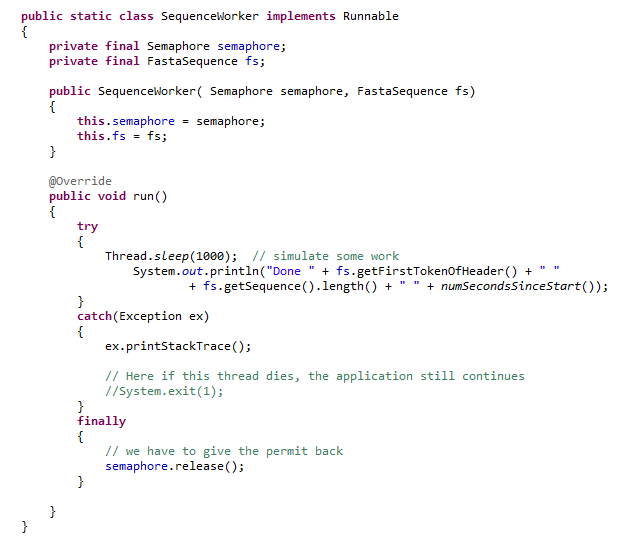 public static class SequenceWorker implements Runnable
{
    private final Semaphore semaphore;
    private final FastaSequence fs;

    public SequenceWorker( Semaphore semaphore, FastaSequence fs)
    {
        this.semaphore = semaphore;
        this.fs = fs;
    }

    @Override
    public void run()
    {
        try
        {
            Thread.sleep(1000);  // simulate some work
                System.out.println("Done " + fs.getFirstTokenOfHeader() + " "
                        + fs.getSequence().length() + " " + numSecondsSinceStart());
        }
        catch(Exception ex)
        {
            ex.printStackTrace();

            // Here if this thread dies, the application still continues
            //System.exit(1);
        }
        finally
        {
            // we have to give the permit back
            semaphore.release();
        }

    }
}